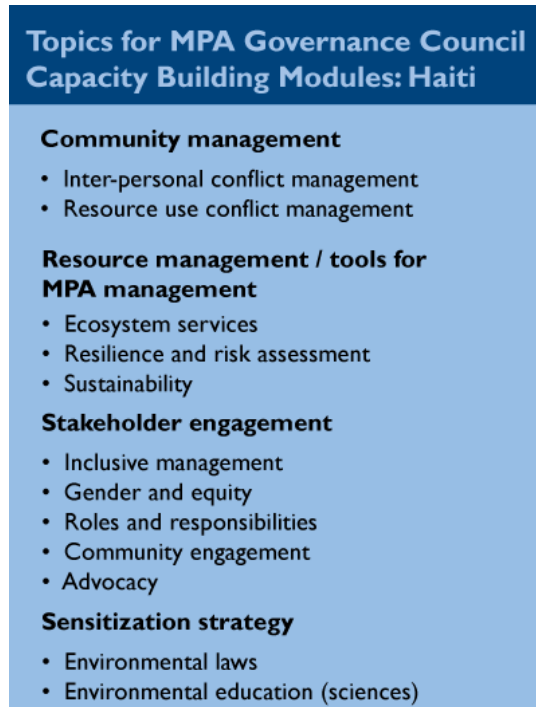 Topics for MPA Governance Council
Capacity Building Modules: Haiti
Community management
• Inter-personal conflict management
• Resource use conflict management
Resource management / tools for
MPA management
• Ecosystem services
• Resilience and risk assessment
• Sustainability
Stakeholder engagement
• Inclusive management
• Gender and equity
• Roles and responsibilities
• Community engagement
• Advocacy
Sensitization strategy
• Environmental laws
• Environmental education (sciences)